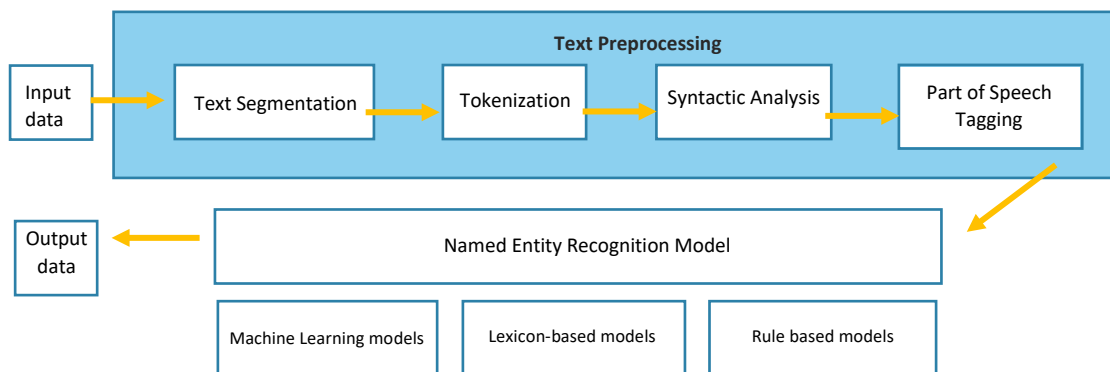 Text Preprocessing
Input
data
Text Segmentation
Tokenization
Syntactic Analysis
Part of Speech
Tagging
Output
data
Named Entity Recognition Model
Machine Learning models
Lexicon-based models
Rule based models